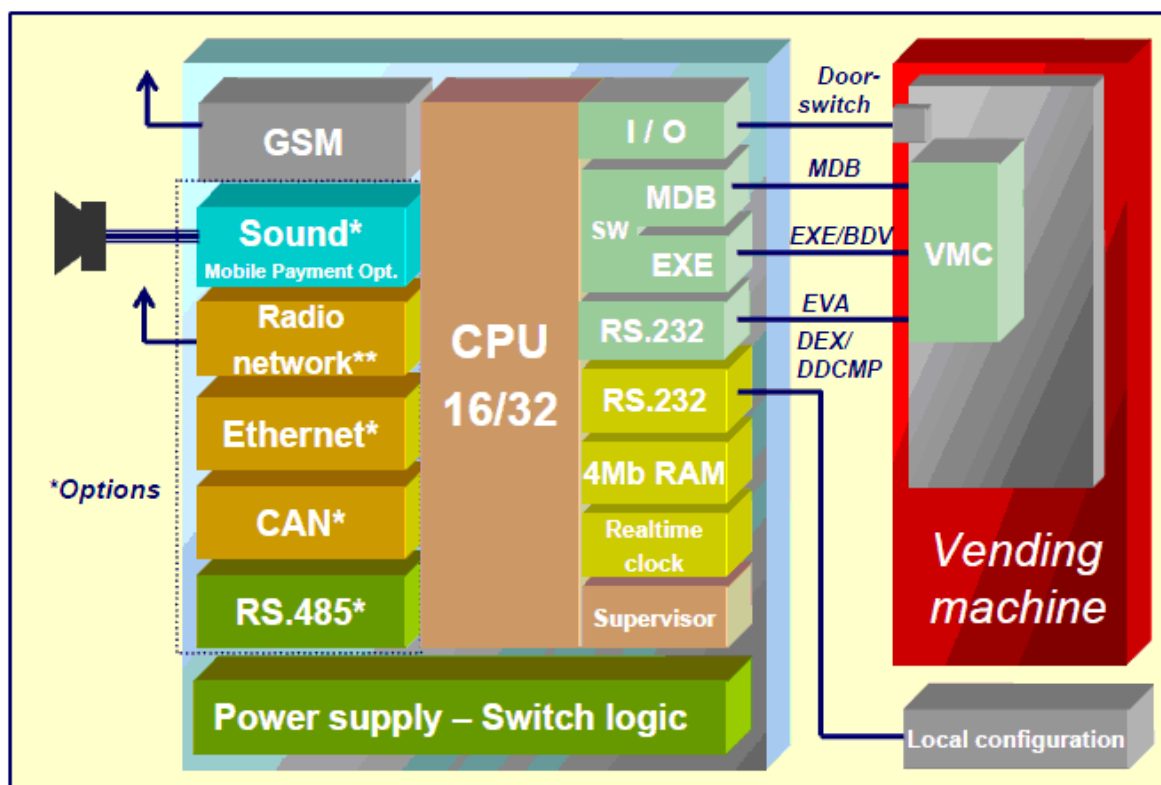 GSM
Sound*
Mobile Payment Opt.
Radio
network**
Ethernet*
CAN*
RS.485*
*Options
CPU
16/32
I / O
MDB
SW
EXE
RS.232
RS.232
4Mb RAM
Realtime
clock
Supervisor
Power supply – Switch logic
Door-
switch
MDB
EXE/BDV
EVA
DEX/
DDCMP
VMC
Vending
machine
Local configuration